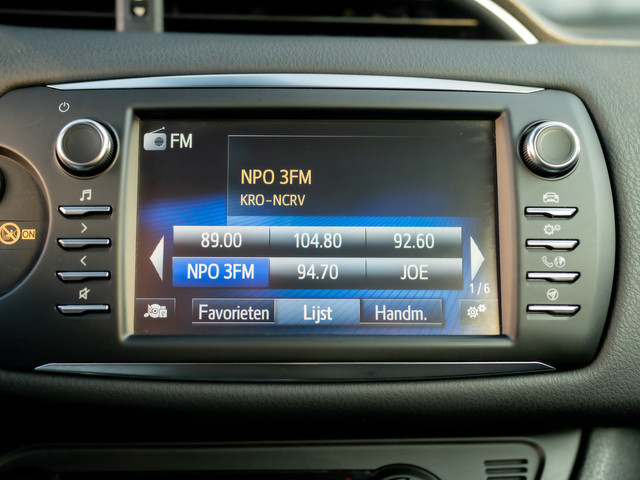 FM
NPO 3FM
KRO-NCRV
89.00 104.80 92.60
NPO 3FM 94.70 JOE
1/6
Favorieten Lijst Handm.
ON